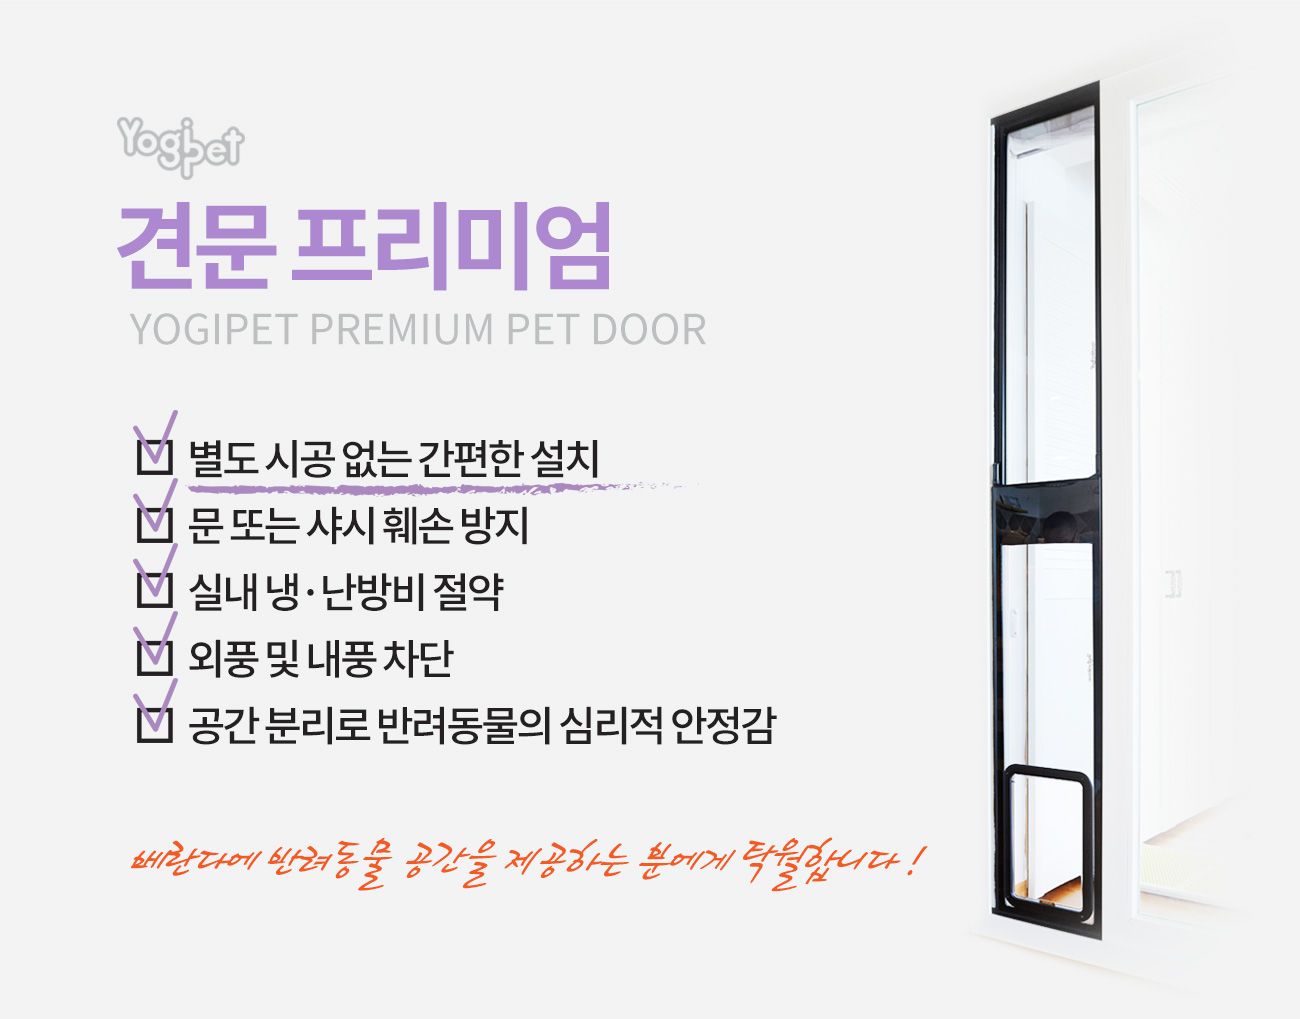 Yogipet
견문 프리미엄
YOGIPET PREMIUM PET DOOR
별도 시공 없는 간편한 설치
문 또는 샤시 훼손 방지
실내 냉·난방비 절약
외풍 및 내풍 차단
공간 분리로 반려동물의 심리적 안정감
베란다에 반려동물 공간을 제공하는 분에게 탁월합니다!